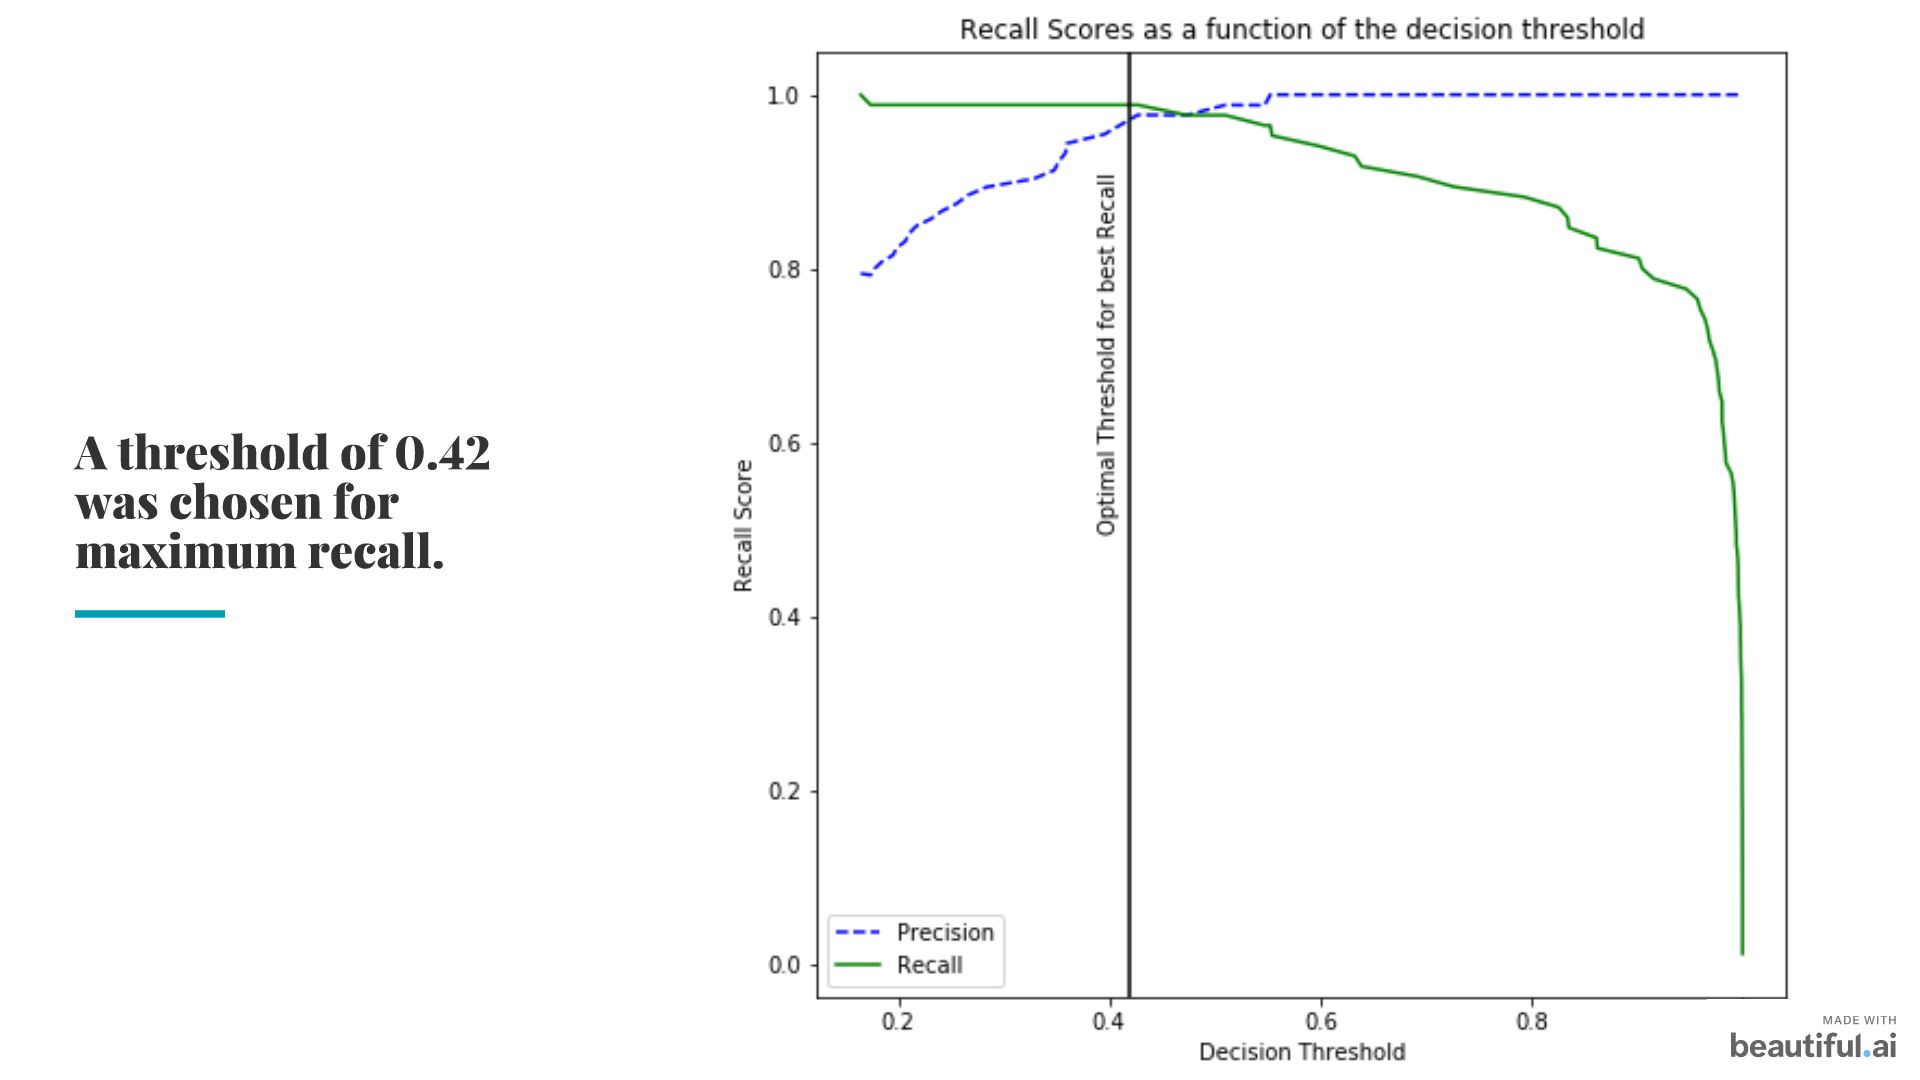 Recall Scores as a function of the decision threshold
A threshold of 0.42
was chosen for
maximum recall.
Recall Score
1.0
0.8
0.6
0.4
0.2
0.0
Optimal Threshold for best Recall
Precision
Recall
0.2
0.4
0.6
0.8
Decision Threshold
MADE WITH
beautiful.ai